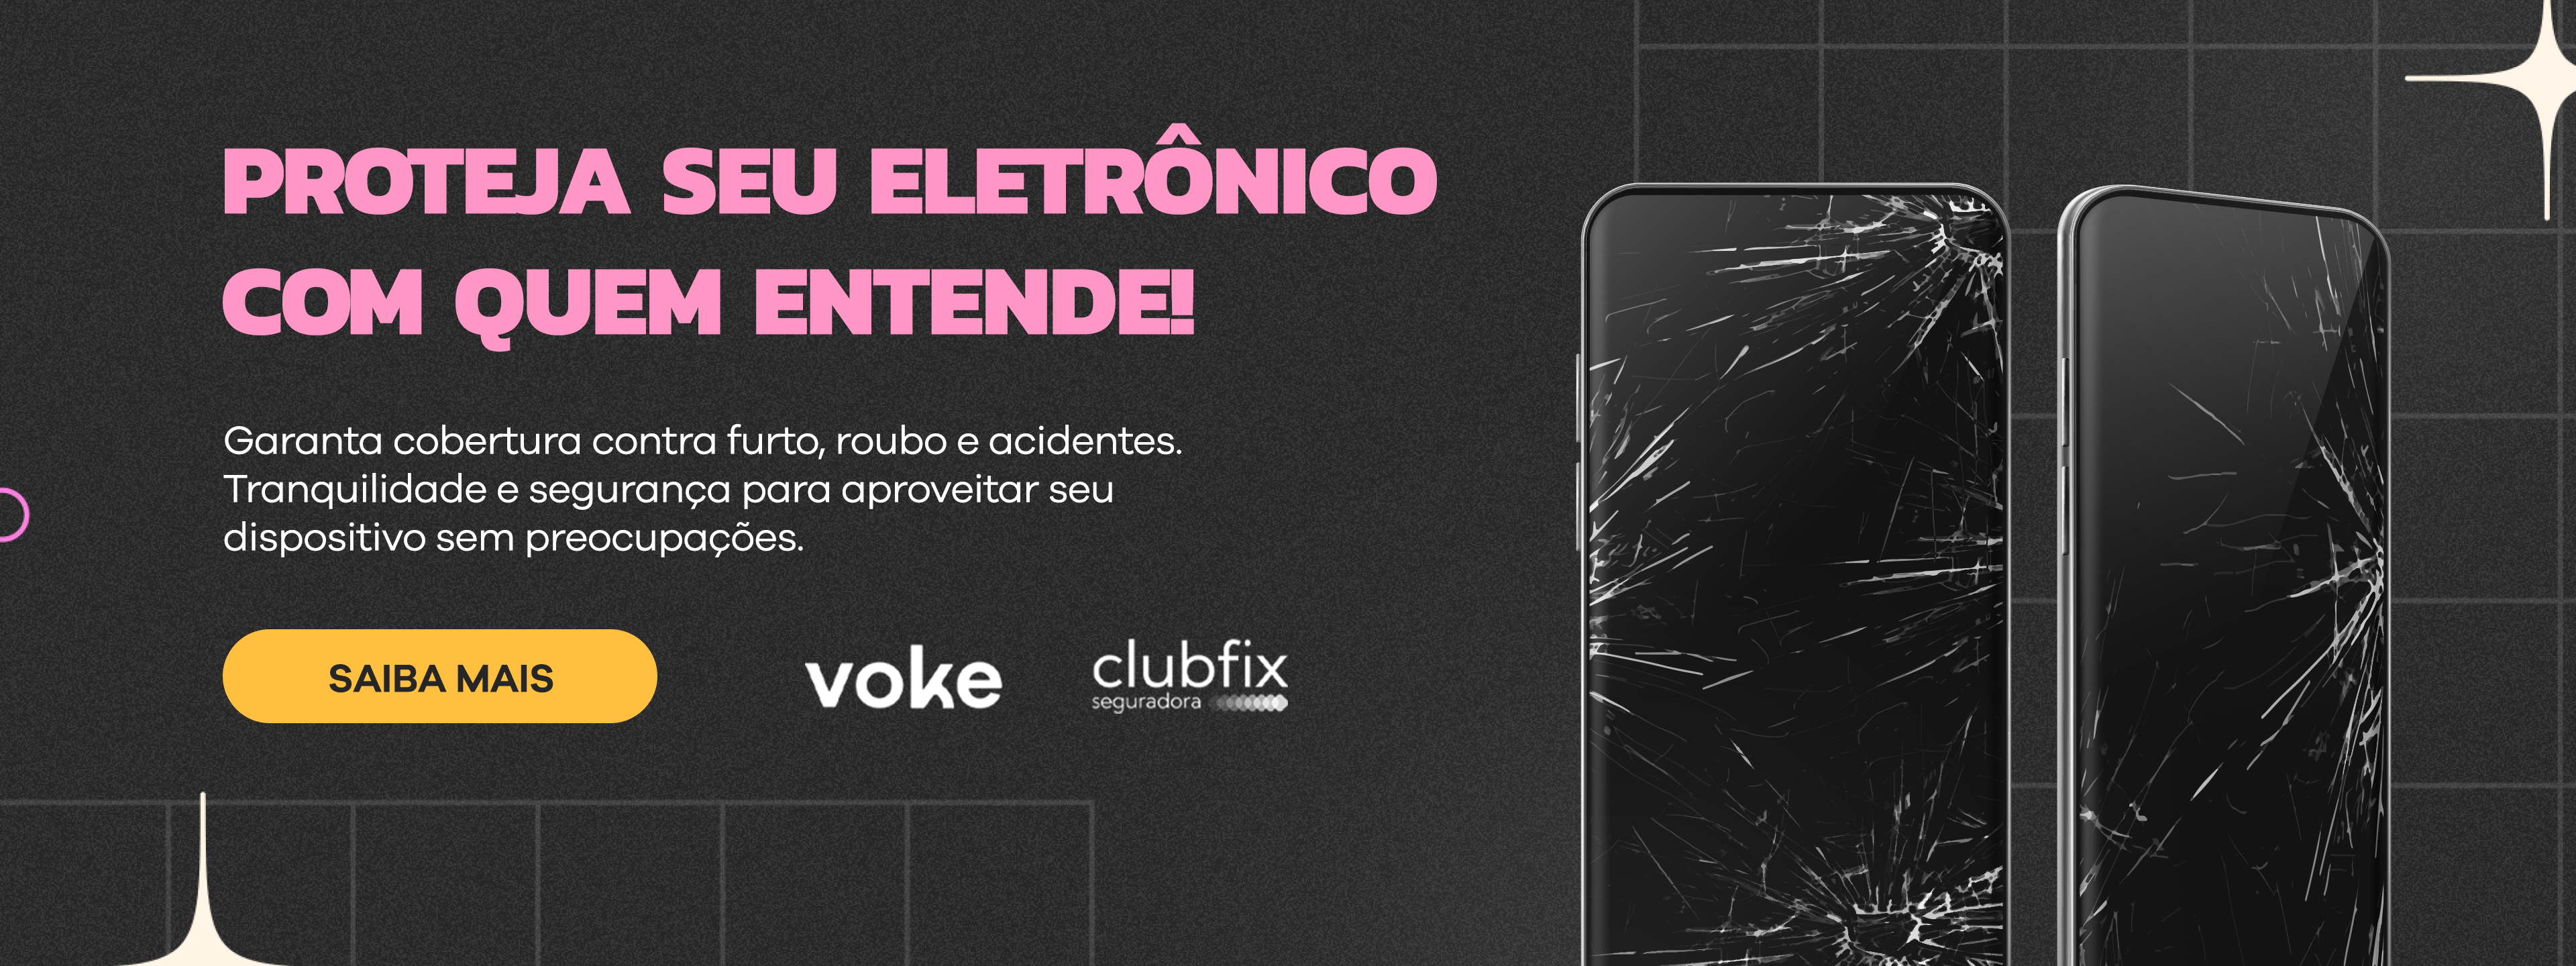 PROTEJA SEU ELETRÔNICO
COM QUEM ENTENDE!
Garanta cobertura contra furto, roubo e acidentes.
Tranquilidade e segurança para aproveitar seu
dispositivo sem preocupações.
SAIBA MAIS
voke
clubfix
seguradora